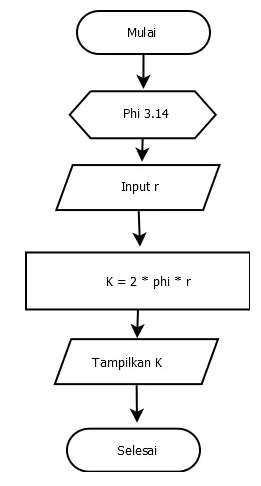 Mulai
Phi 3.14
Input r
K = 2 * phi * r
Tampilkan K
Selesai